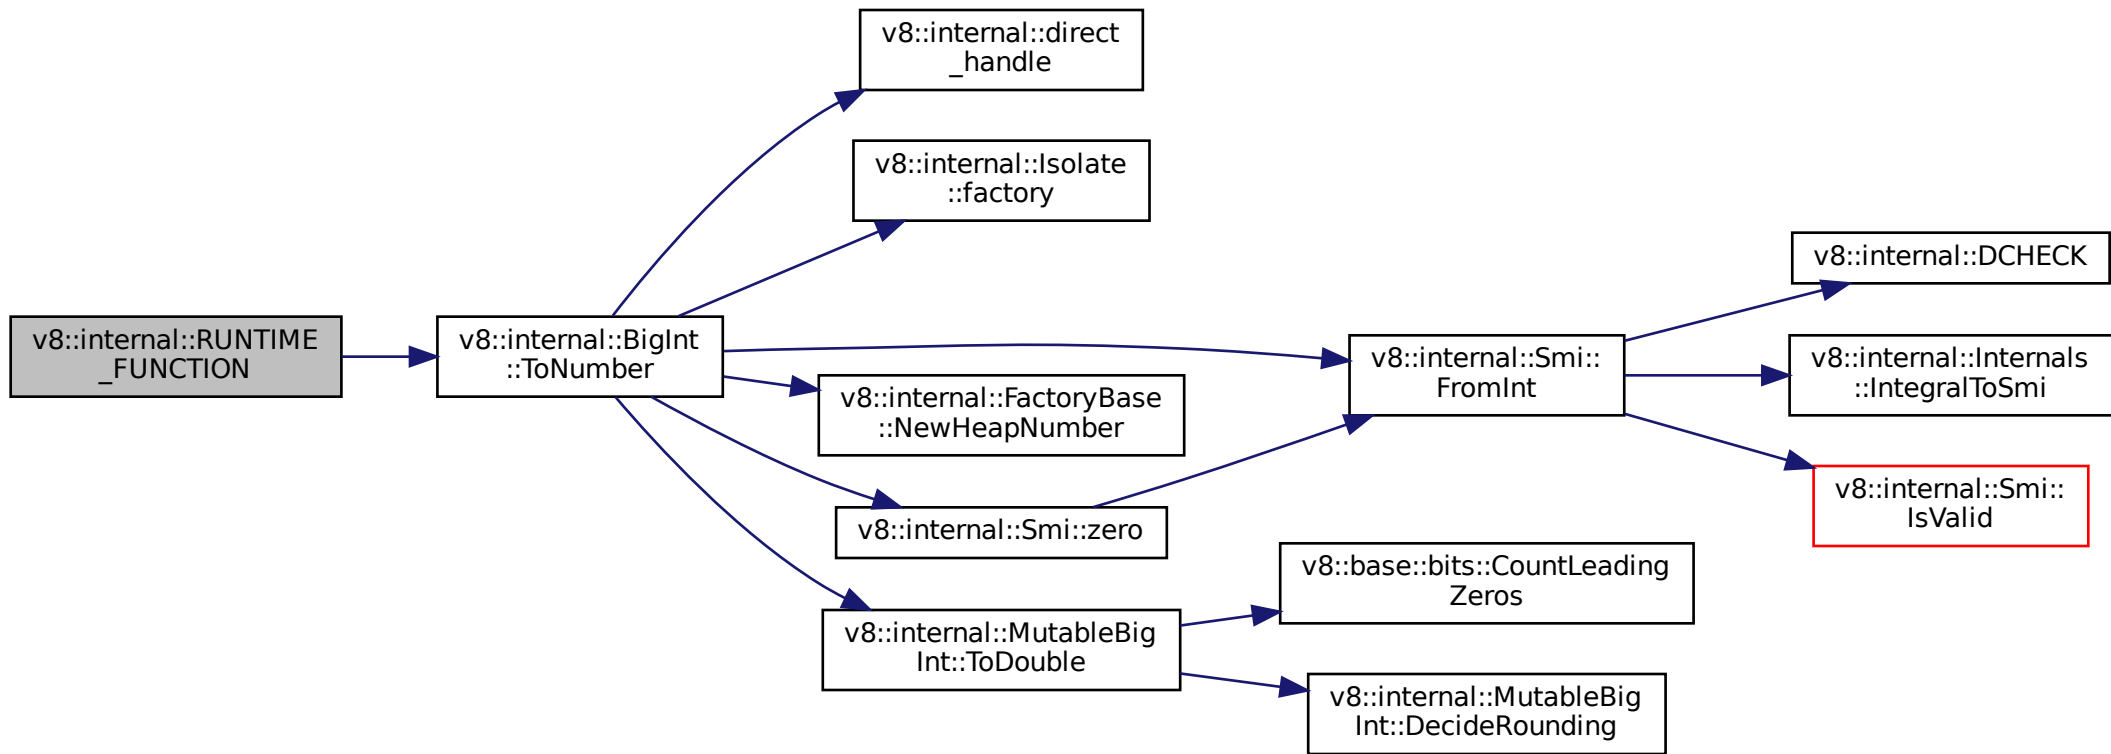 v8::internal::direct
_handle
v8::internal::Isolate
::factory
v8::internal::DCHECK
v8::internal::RUNTIME
_FUNCTION
v8::internal::BigInt
::ToNumber
v8::internal::Smi::
FromInt
v8::internal::Internals
::IntegralToSmi
v8::internal::FactoryBase
::NewHeapNumber
v8::internal::Smi::
IsValid
v8::internal::Smi::zero
v8::base::bits::CountLeading
Zeros
v8::internal::MutableBig
Int::ToDouble
v8::internal::MutableBig
Int::DecideRounding